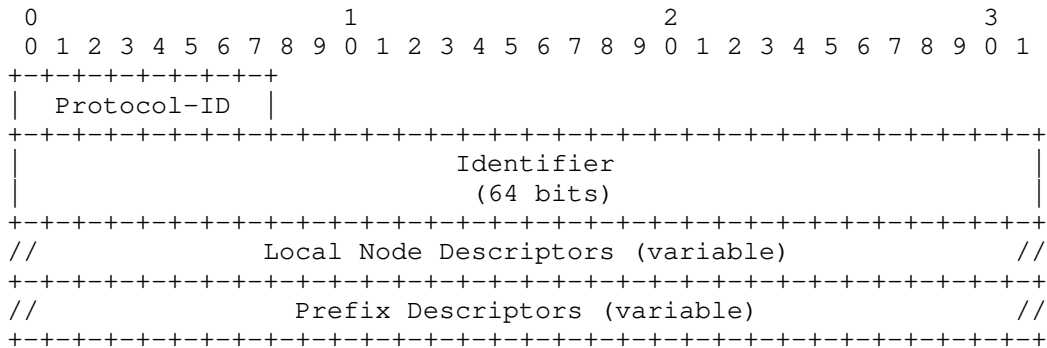 0                   1                   2                   3
 0 1 2 3 4 5 6 7 8 9 0 1 2 3 4 5 6 7 8 9 0 1 2 3 4 5 6 7 8 9 0 1
+-+-+-+-+-+-+-+-+
|  Protocol-ID  |
+-+-+-+-+-+-+-+-+-+-+-+-+-+-+-+-+-+-+-+-+-+-+-+-+-+-+-+-+-+-+-+-+
|                           Identifier                          |
|                            (64 bits)                          |
+-+-+-+-+-+-+-+-+-+-+-+-+-+-+-+-+-+-+-+-+-+-+-+-+-+-+-+-+-+-+-+-+
//              Local Node Descriptors (variable)              //
+-+-+-+-+-+-+-+-+-+-+-+-+-+-+-+-+-+-+-+-+-+-+-+-+-+-+-+-+-+-+-+-+
//                Prefix Descriptors (variable)                //
+-+-+-+-+-+-+-+-+-+-+-+-+-+-+-+-+-+-+-+-+-+-+-+-+-+-+-+-+-+-+-+-+